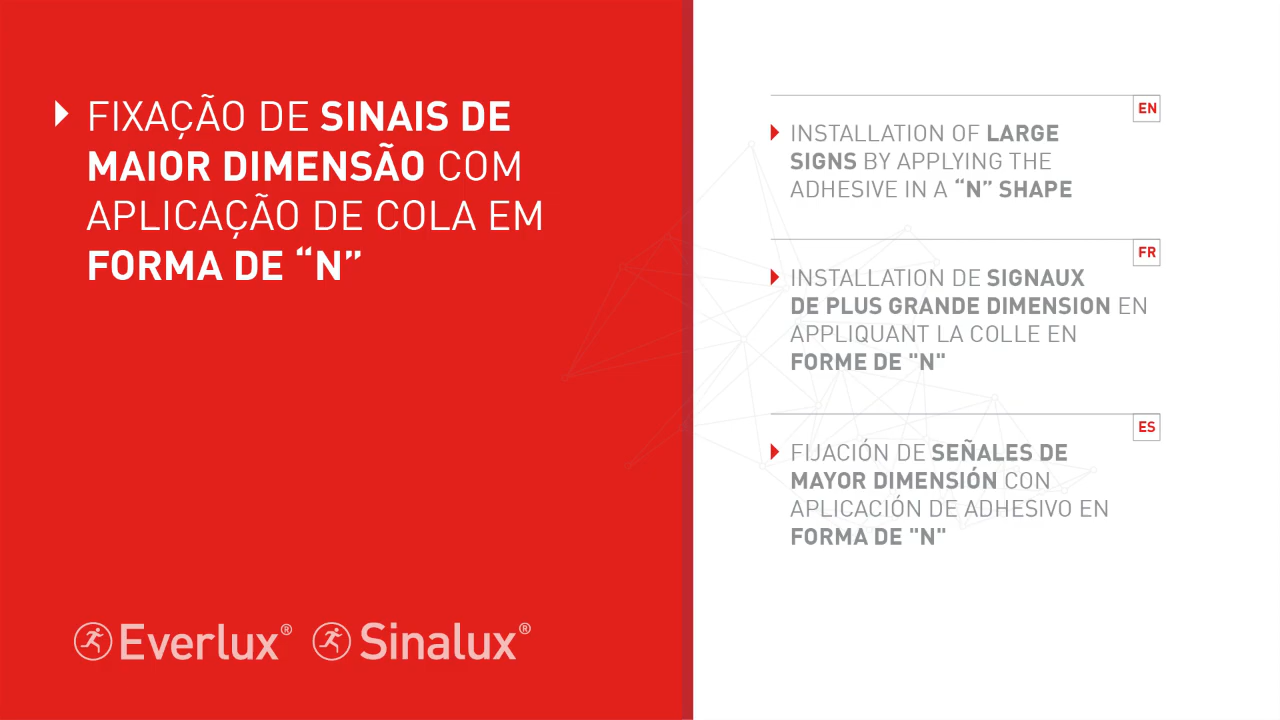 FIXAÇÃO DE SINAIS DE
MAIOR DIMENSÃO COM
APLICAÇÃO DE COLA EM
FORMA DE “N”
Everlux® Sinalux®
EN
INSTALLATION OF LARGE
SIGNS BY APPLYING THE
ADHESIVE IN A “N” SHAPE
FR
INSTALLATION DE SIGNAUX
DE PLUS GRANDE DIMENSION EN
APPLIQUANT LA COLLE EN
FORME DE "N"
ES
FIJACIÓN DE SEÑALES DE
MAYOR DIMENSIÓN CON
APLICACIÓN DE ADHESIVO EN
FORMA DE "N"